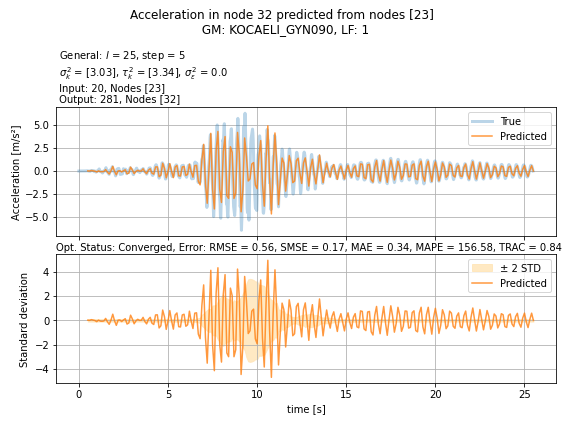 Acceleration in node 32 predicted from nodes [23]
GM: KOCAELI_GYN090, LF: 1
General: l = 25, step = 5
σ²ₖ = [3.03], τ²ₖ = [3.34], σ²ε = 0.0
Input: 20, Nodes [23]
Output: 281, Nodes [32]
Acceleration [m/s²]
5.0
2.5
0.0
−2.5
−5.0
True
Predicted
Opt. Status: Converged, Error: RMSE = 0.56, SMSE = 0.17, MAE = 0.34, MAPE = 156.58, TRAC = 0.84
Standard deviation
4
2
0
−2
−4
± 2 STD
Predicted
0 5 10 15 20 25
time [s]